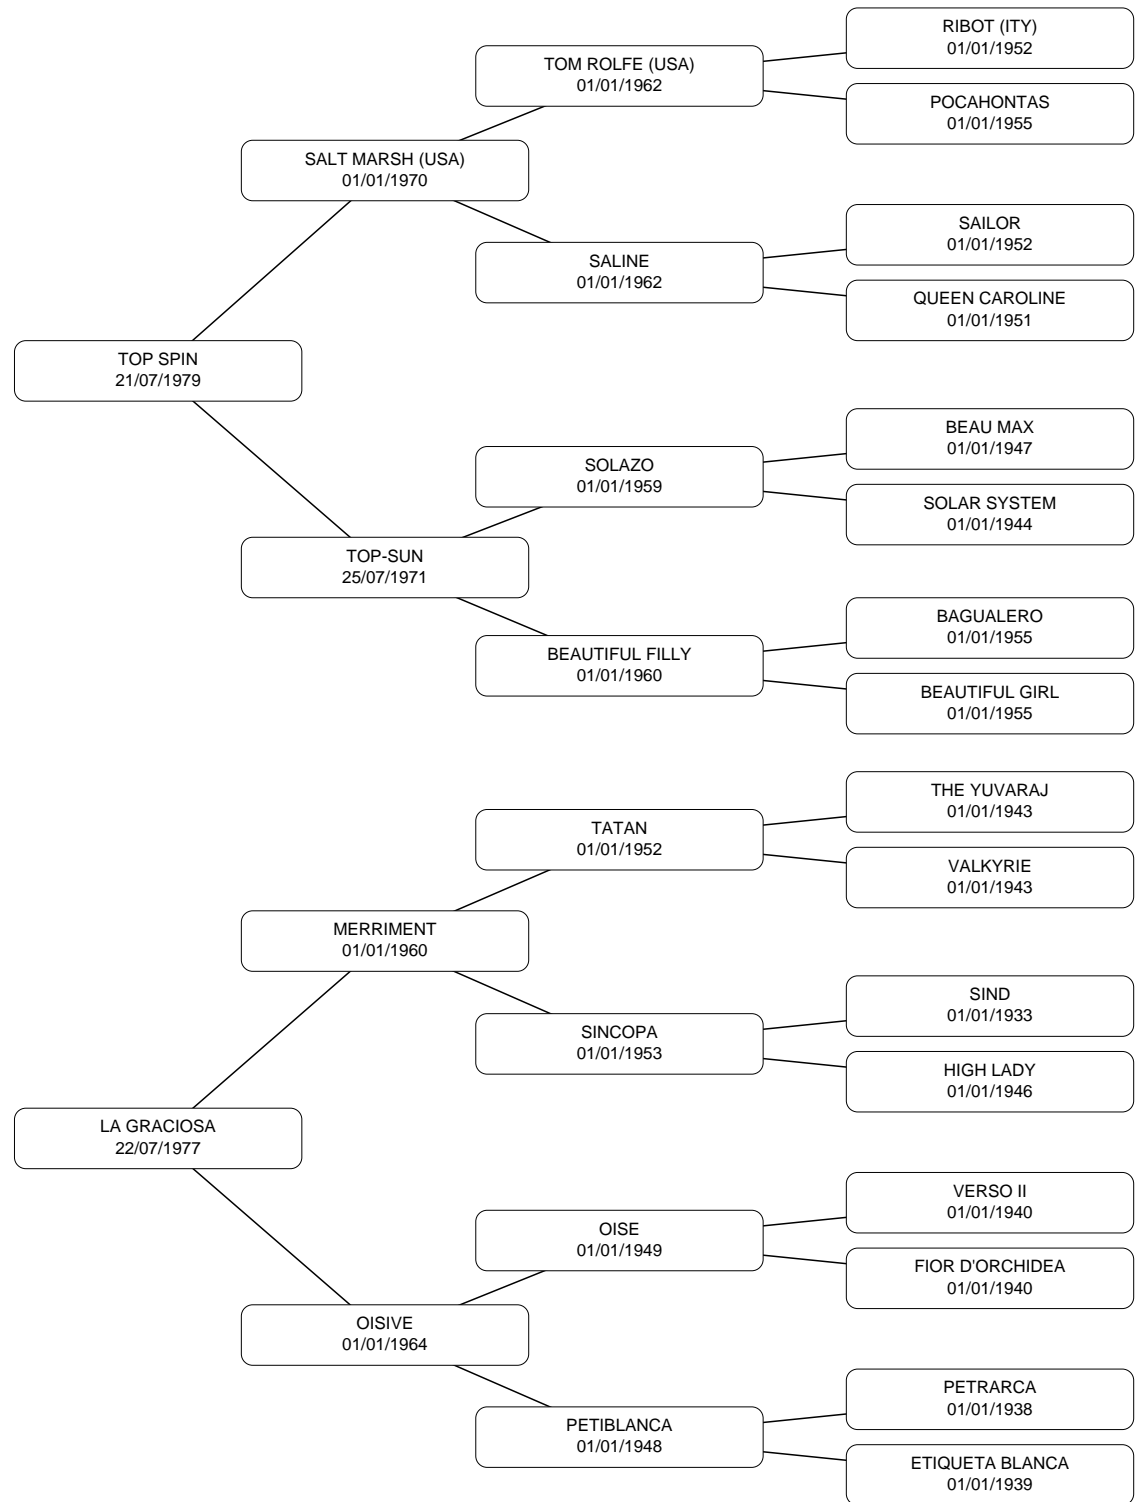 RIBOT (ITY)
01/01/1952
TOM ROLFE (USA)
01/01/1962
POCAHONTAS
01/01/1955
SALT MARSH (USA)
01/01/1970
SAILOR
01/01/1952
SALINE
01/01/1962
QUEEN CAROLINE
01/01/1951
TOP SPIN
21/07/1979
BEAU MAX
01/01/1947
SOLAZO
01/01/1959
SOLAR SYSTEM
01/01/1944
TOP-SUN
25/07/1971
BAGUALERO
01/01/1955
BEAUTIFUL FILLY
01/01/1960
BEAUTIFUL GIRL
01/01/1955
THE YUVARAJ
01/01/1943
TATAN
01/01/1952
VALKYRIE
01/01/1943
MERRIMENT
01/01/1960
SIND
01/01/1933
SINCOPA
01/01/1953
HIGH LADY
01/01/1946
LA GRACIOSA
22/07/1977
VERSO II
01/01/1940
OISE
01/01/1949
FIOR D'ORCHIDEA
01/01/1940
OISIVE
01/01/1964
PETRARCA
01/01/1938
PETIBLANCA
01/01/1948
ETIQUETA BLANCA
01/01/1939